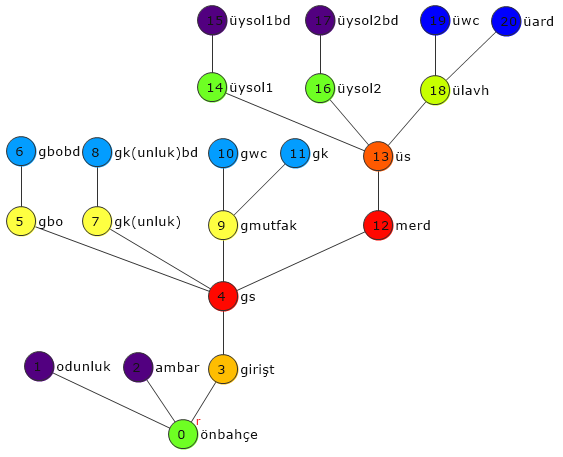 15 üysol1bd 17 üysol2bd 19 üwc 20 üard
14 üysol1 16 üysol2 18 ülavh
6 gbobd 8 gk(unluk)bd 10 gwc 11 gk 13 üs
5 gbo 7 gk(unluk) 9 gmutfak 12 merd
4 gs
1 odunluk 2 ambar 3 girişt
r
0 önbahçe